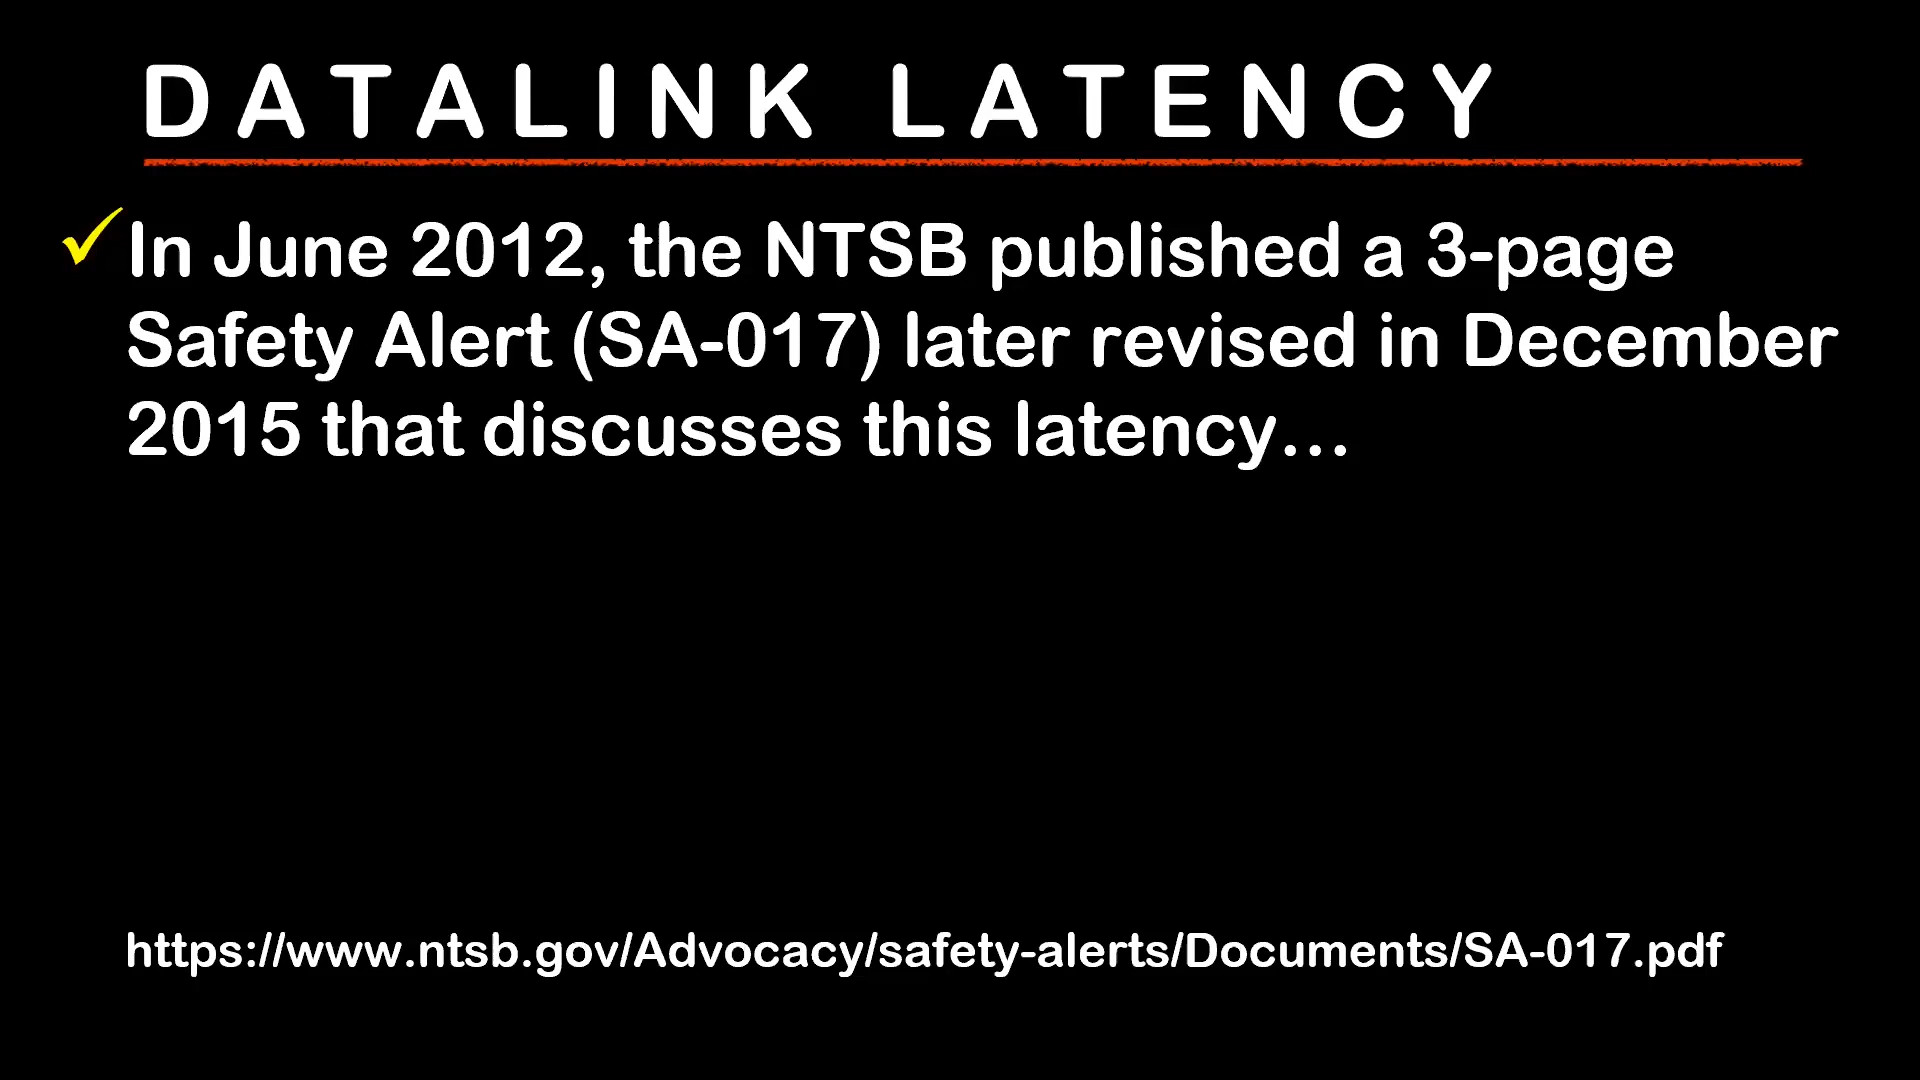 DATALINK LATENCY
✓In June 2012, the NTSB published a 3-page
Safety Alert (SA-017) later revised in December
2015 that discusses this latency…
https://www.ntsb.gov/Advocacy/safety-alerts/Documents/SA-017.pdf